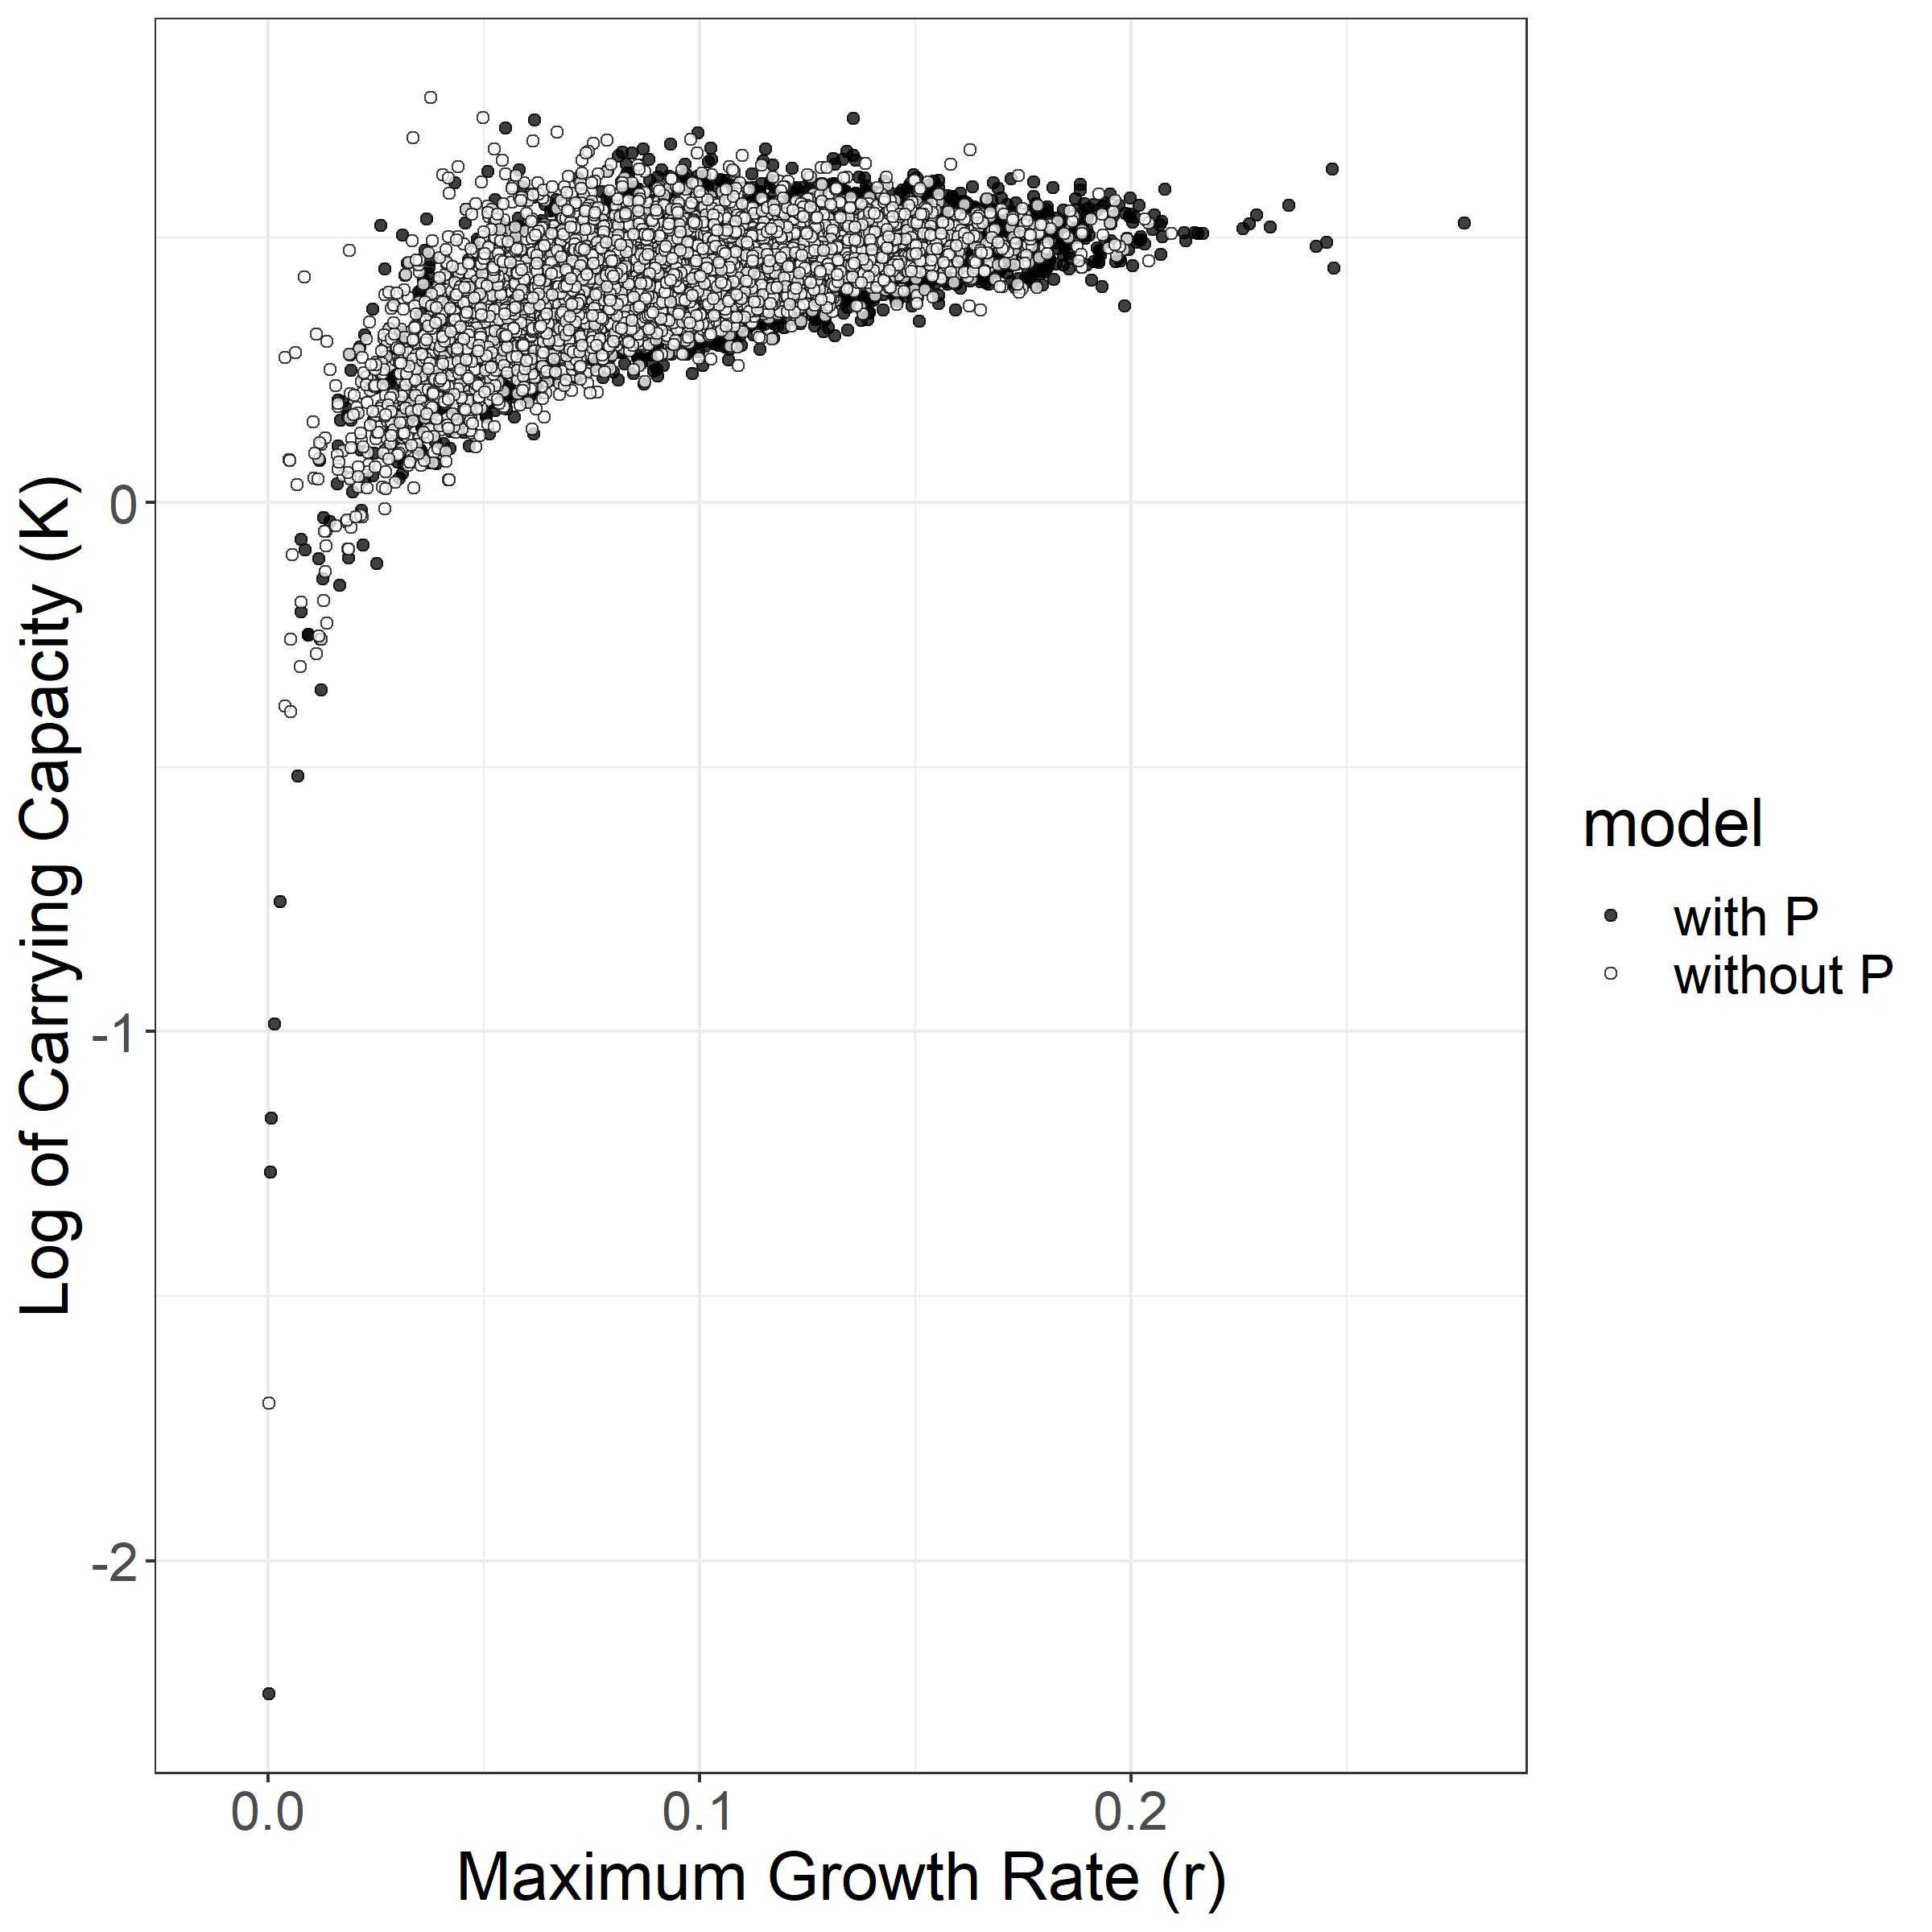 Log of Carrying Capacity (K)
0
-1
-2
0.0
0.1
0.2
Maximum Growth Rate (r)
model
with P
without P